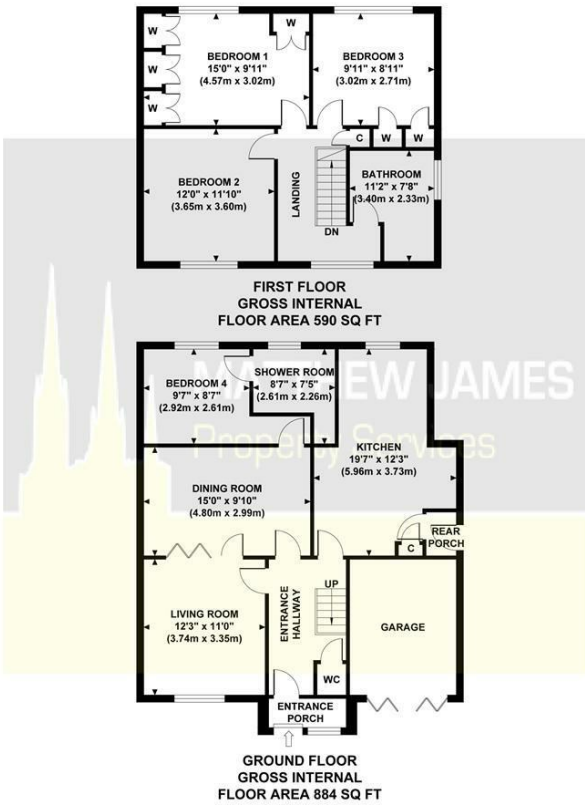 W
W
BEDROOM 1
15'0" x 9'11"
(4.57m x 3.02m)
BEDROOM 3
9'11" x 8'11"
(3.02m x 2.71m)
W
W
C
W
W
BEDROOM 2
12'0" x 11'10"
(3.65m x 3.60m)
LANDING
BATHROOM
11'2" x 7'8"
(3.40m x 2.33m)
DN
FIRST FLOOR
GROSS INTERNAL
FLOOR AREA 590 SQ FT
MATTHEW JAMES
Property Services
BEDROOM 4
9'7" x 8'7"
(2.92m x 2.61m)
SHOWER ROOM
8'7" x 7'5"
(2.61m x 2.26m)
KITCHEN
19'7" x 12'3"
(5.96m x 3.73m)
DINING ROOM
15'0" x 9'10"
(4.80m x 2.99m)
REAR
PORCH
C
LIVING ROOM
12'3" x 11'0"
(3.74m x 3.35m)
ENTRANCE
HALLWAY
UP
GARAGE
WC
ENTRANCE
PORCH
GROUND FLOOR
GROSS INTERNAL
FLOOR AREA 884 SQ FT